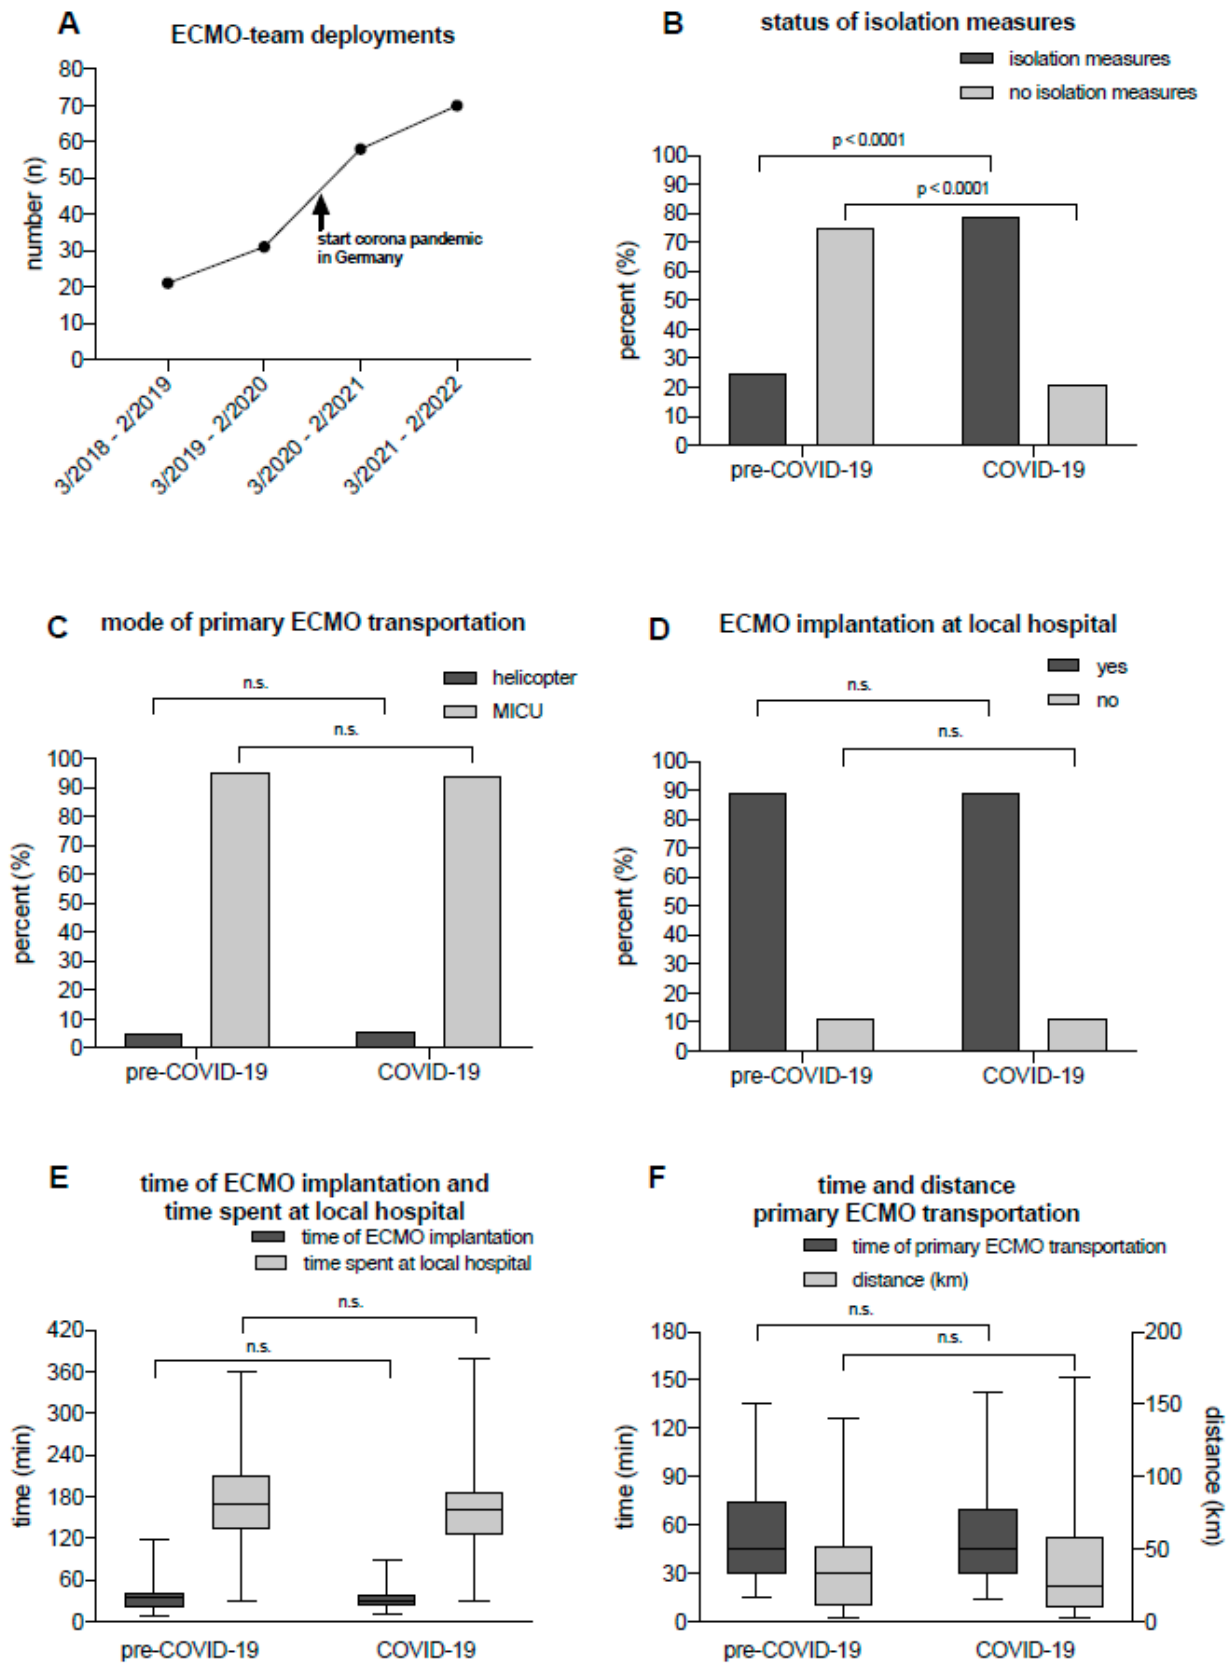 A
ECMO-team deployments
80
70
60
50
40
30
20
10
0
number (n)
start corona pandemic
in Germany
3/2018 - 2/2019
3/2019 - 2/2020
3/2020 - 2/2021
3/2021 - 2/2022
B
status of isolation measures
isolation measures
no isolation measures
p < 0.0001
p < 0.0001
100
90
80
70
60
50
40
30
20
10
0
percent (%)
pre-COVID-19
COVID-19
C
mode of primary ECMO transportation
helicopter
MICU
n.s.
n.s.
100
90
80
70
60
50
40
30
20
10
0
percent (%)
pre-COVID-19
COVID-19
D
ECMO implantation at local hospital
yes
no
n.s.
n.s.
100
90
80
70
60
50
40
30
20
10
0
percent (%)
pre-COVID-19
COVID-19
E
time of ECMO implantation and
time spent at local hospital
time of ECMO implantation
time spent at local hospital
n.s.
n.s.
420
360
300
240
180
120
60
0
time (min)
pre-COVID-19
COVID-19
F
time and distance
primary ECMO transportation
time of primary ECMO transportation
distance (km)
n.s.
n.s.
180
150
120
90
60
30
0
time (min)
200
150
100
50
0
distance (km)
pre-COVID-19
COVID-19